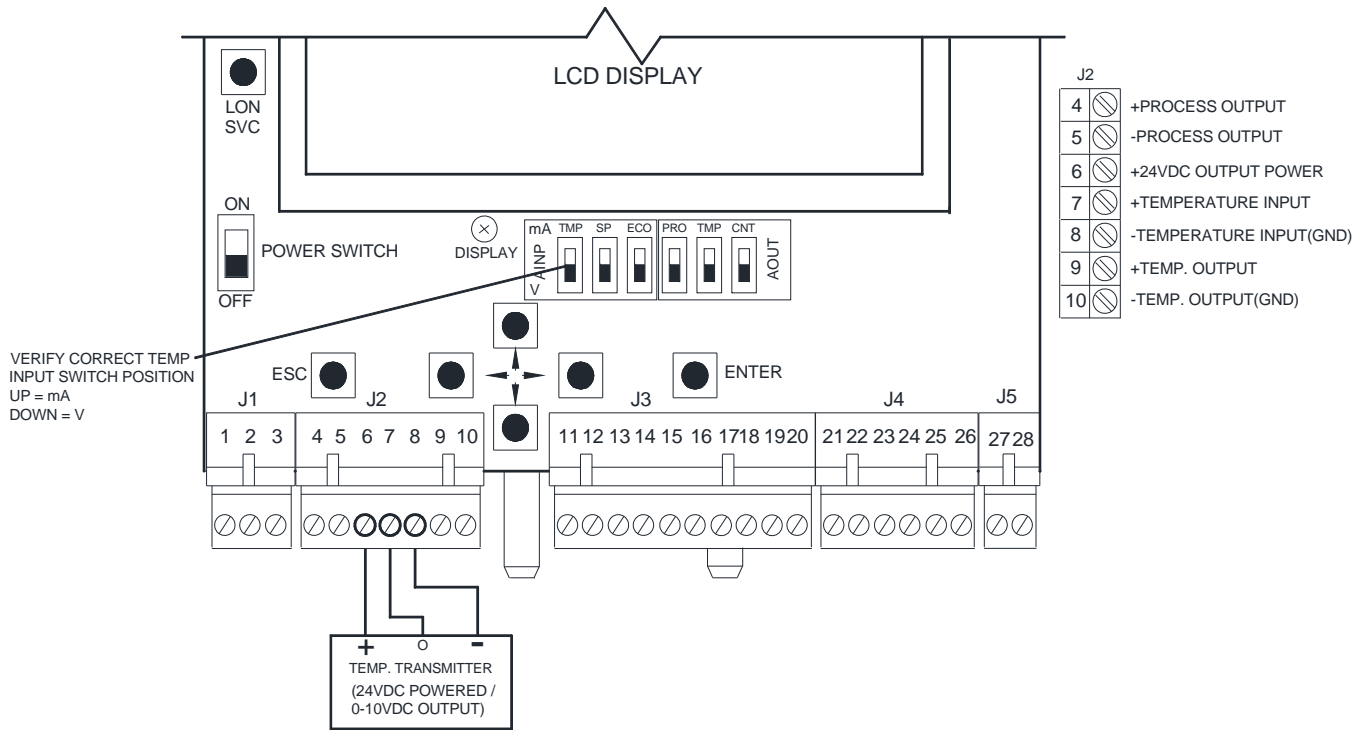 LCD DISPLAY
LON
SVC
ON
POWER SWITCH
OFF
DISPLAY
mA TMP SP ECO PRO TMP CNT
AINP
V
AOUT
VERIFY CORRECT TEMP
INPUT SWITCH POSITION
UP = mA
DOWN = V
ESC
ENTER
J1 J2 J3 J4 J5
1 2 3 4 5 6 7 8 9 10 11 12 13 14 15 16 17 18 19 20 21 22 23 24 25 26 27 28
+ O -
TEMP. TRANSMITTER
(24VDC POWERED /
0-10VDC OUTPUT)
J2
4 +PROCESS OUTPUT
5 -PROCESS OUTPUT
6 +24VDC OUTPUT POWER
7 +TEMPERATURE INPUT
8 -TEMPERATURE INPUT(GND)
9 +TEMP. OUTPUT
10 -TEMP. OUTPUT(GND)